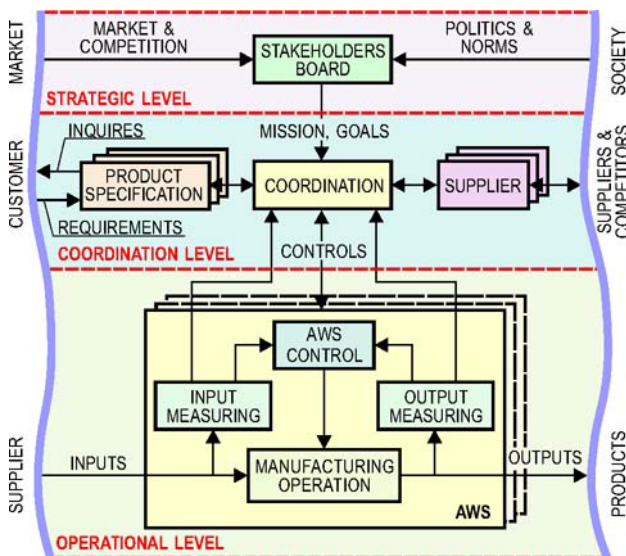 MARKET
MARKET &
COMPETITION
STAKEHOLDERS
BOARD
POLITICS
& NORMS
SOCIETY
STRATEGIC LEVEL
MISSION, GOALS
CUSTOMER
INQUIRES
PRODUCT
SPECIFICATION
REQUIREMENTS
COORDINATION
SUPPLIER
SUPPLIERS &
COMPETITORS
COORDINATION LEVEL
CONTROLS
AWS
CONTROL
INPUT
MEASURING
OUTPUT
MEASURING
SUPPLIER
INPUTS
MANUFACTURING
OPERATION
OUTPUTS
PRODUCTS
AWS
OPERATIONAL LEVEL